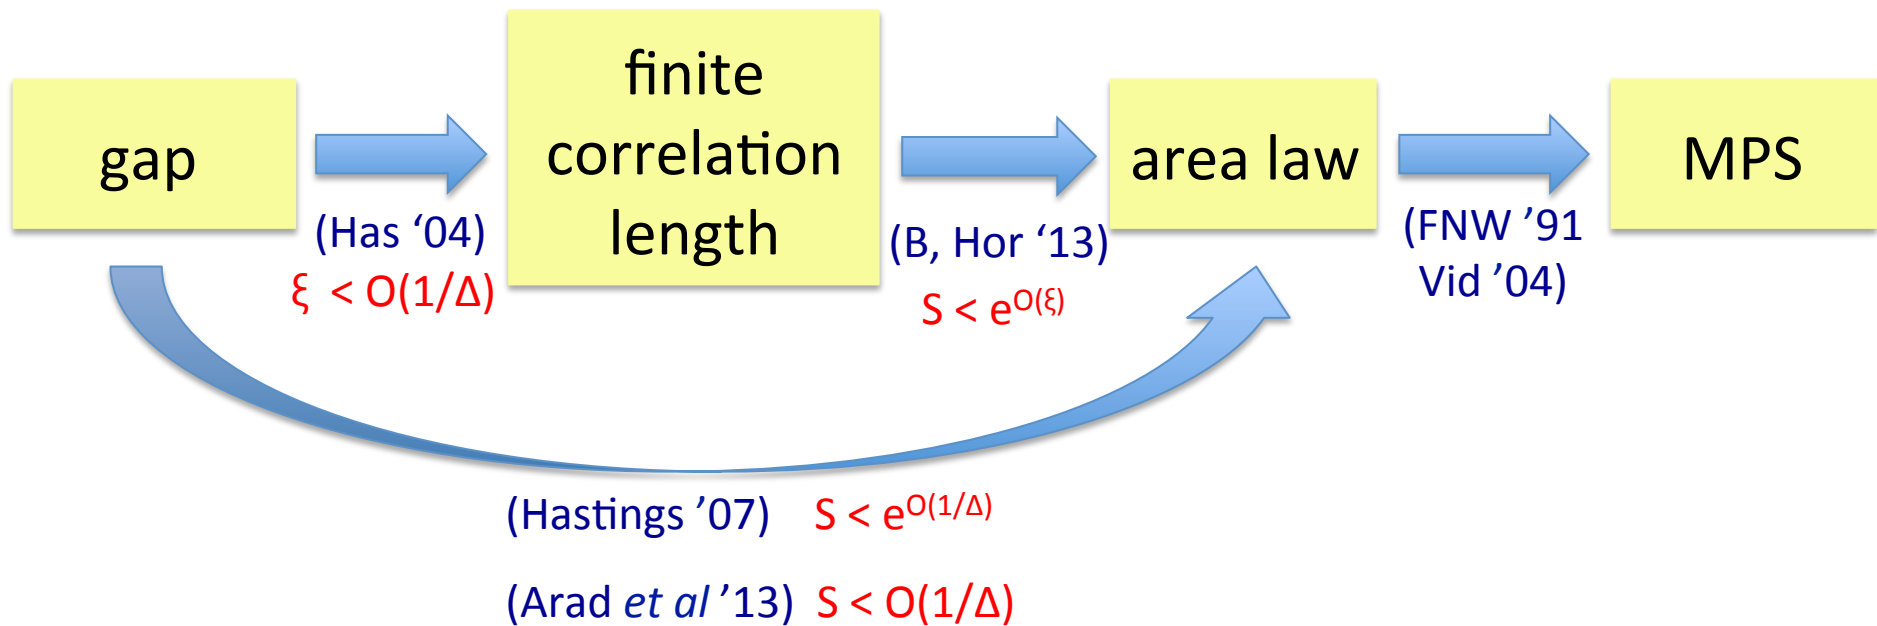 gap
(Has ‘04)
ξ < O(1/Δ)
finite
correlation
length
(B, Hor ‘13)
S < e^O(ξ)
area law
(FNW ’91
Vid ’04)
MPS
(Hastings ’07) S < e^O(1/Δ)
(Arad et al ’13) S < O(1/Δ)